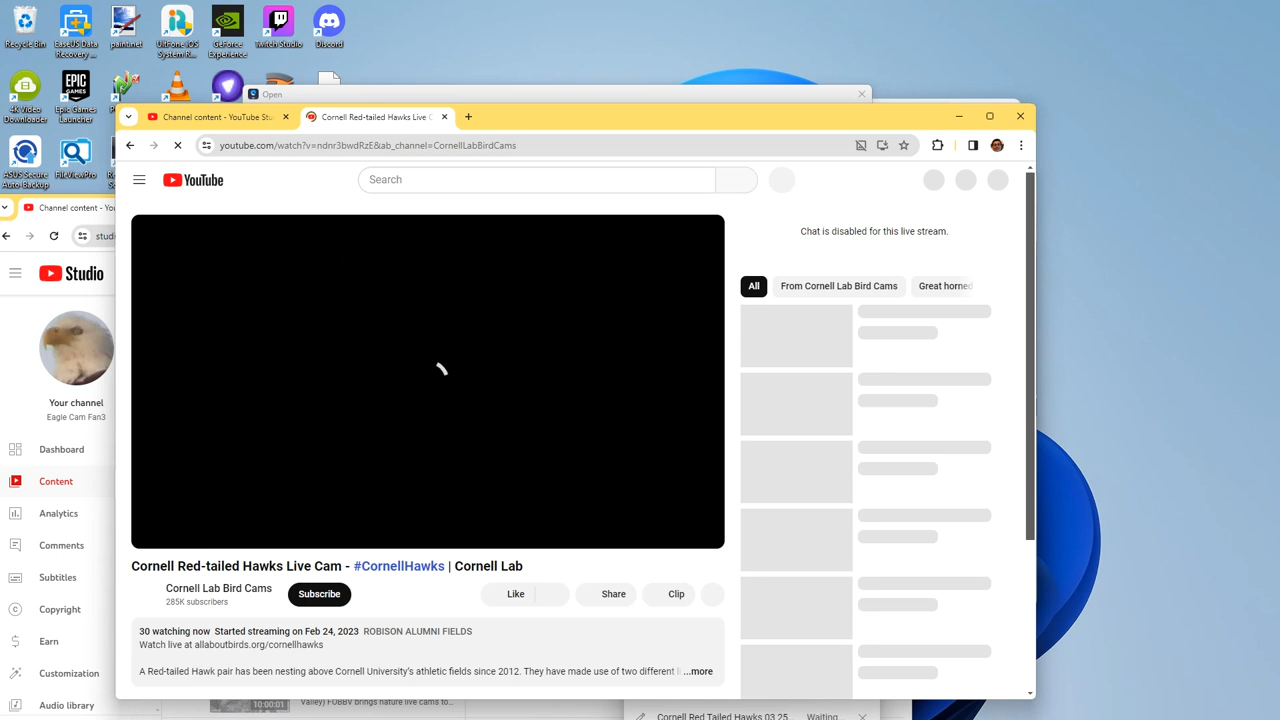 Recycle Bin
EaseUS Data Recovery ...
paint.net
UltFone iOS System R...
GeForce Experience
Twitch Studio
Discord
4K Video Downloader
Epic Games Launcher
ASUS Secure Auto-Backup
FileViewPro
Open
Channel content - YouTube Stu
Cornell Red-tailed Hawks Live C
youtube.com/watch?v=ndnr3bwdRzE&ab_channel=CornellLabBirdCams
YouTube
Search
Chat is disabled for this live stream.
All
From Cornell Lab Bird Cams
Great horned
Channel content - Yo
studi
Studio
Your channel
Eagle Cam Fan3
Dashboard
Content
Analytics
Comments
Subtitles
Copyright
Earn
Customization
Audio library
Cornell Red-tailed Hawks Live Cam - #CornellHawks | Cornell Lab
Cornell Lab Bird Cams
285K subscribers
Subscribe
Like
Share
Clip
30 watching now Started streaming on Feb 24, 2023 ROBISON ALUMNI FIELDS
Watch live at allaboutbirds.org/cornellhawks
A Red-tailed Hawk pair has been nesting above Cornell University's athletic fields since 2012. They have made use of two different li ...more
10:00:01
Valley) FOBBV brings nature live cams to...
Cornell Red Tailed Hawks 03 25...
Waiting...